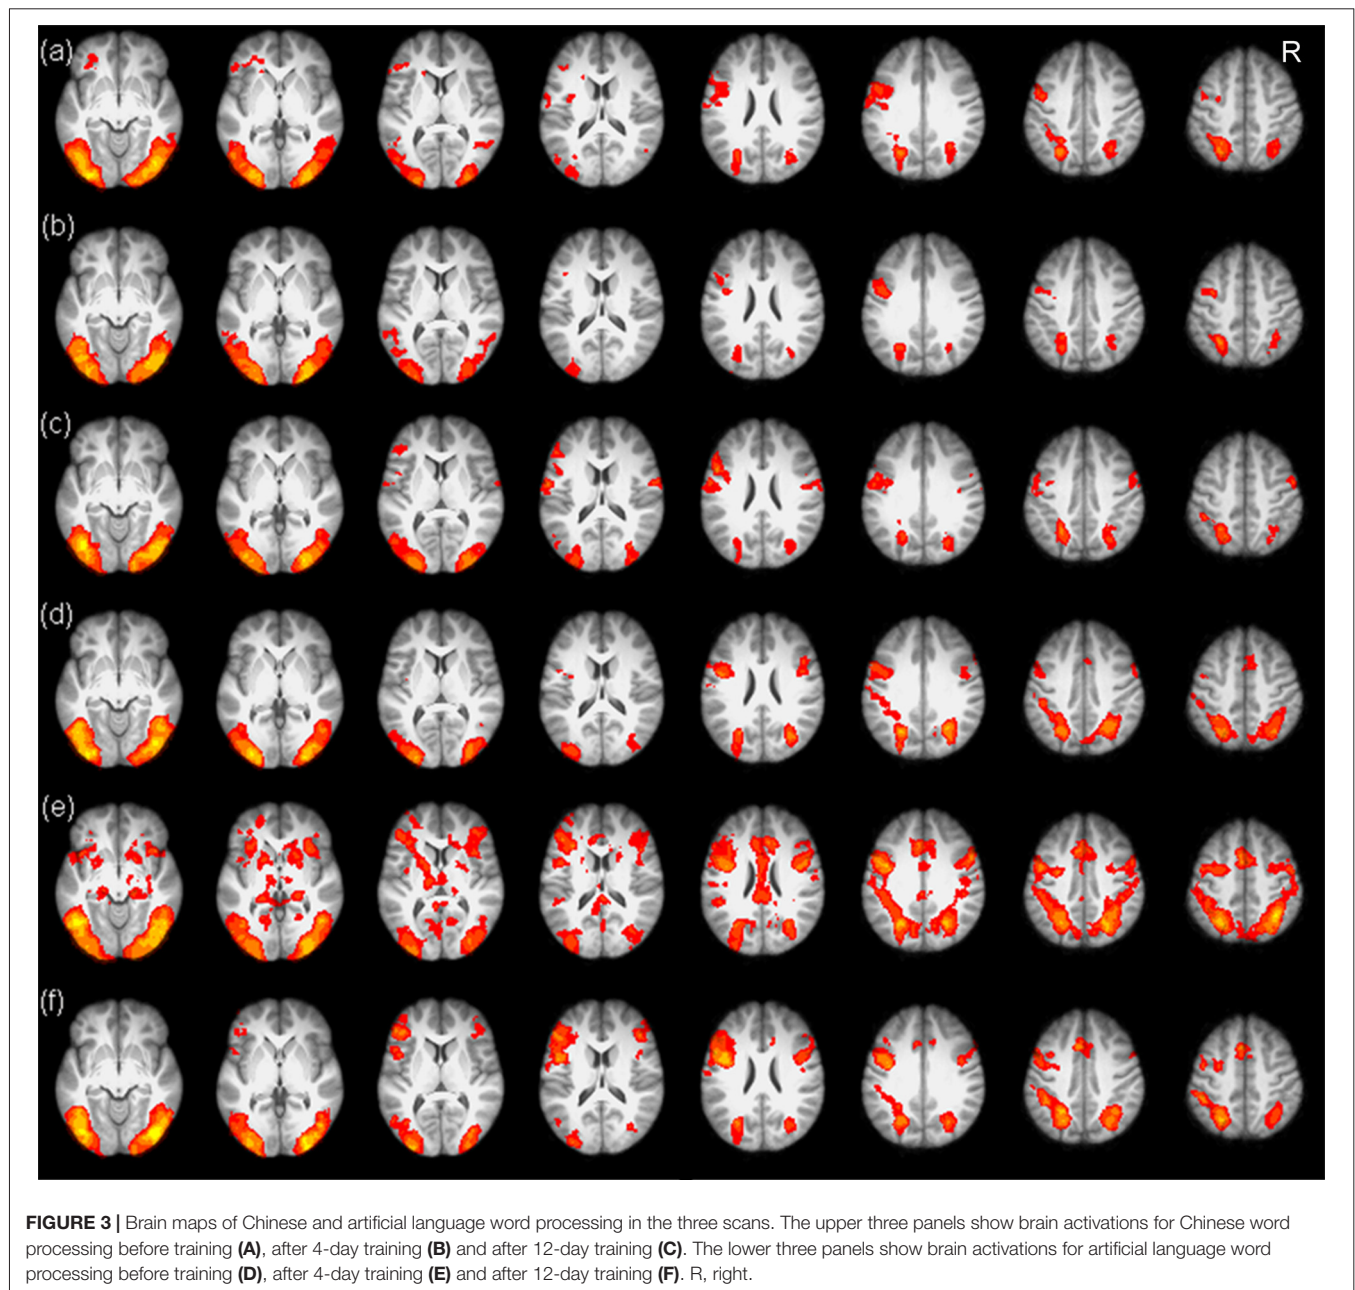 (a)
R
(b)
(c)
(d)
(e)
(f)
FIGURE 3 | Brain maps of Chinese and artificial language word processing in the three scans. The upper three panels show brain activations for Chinese word
processing before training (A), after 4-day training (B) and after 12-day training (C). The lower three panels show brain activations for artificial language word
processing before training (D), after 4-day training (E) and after 12-day training (F). R, right.